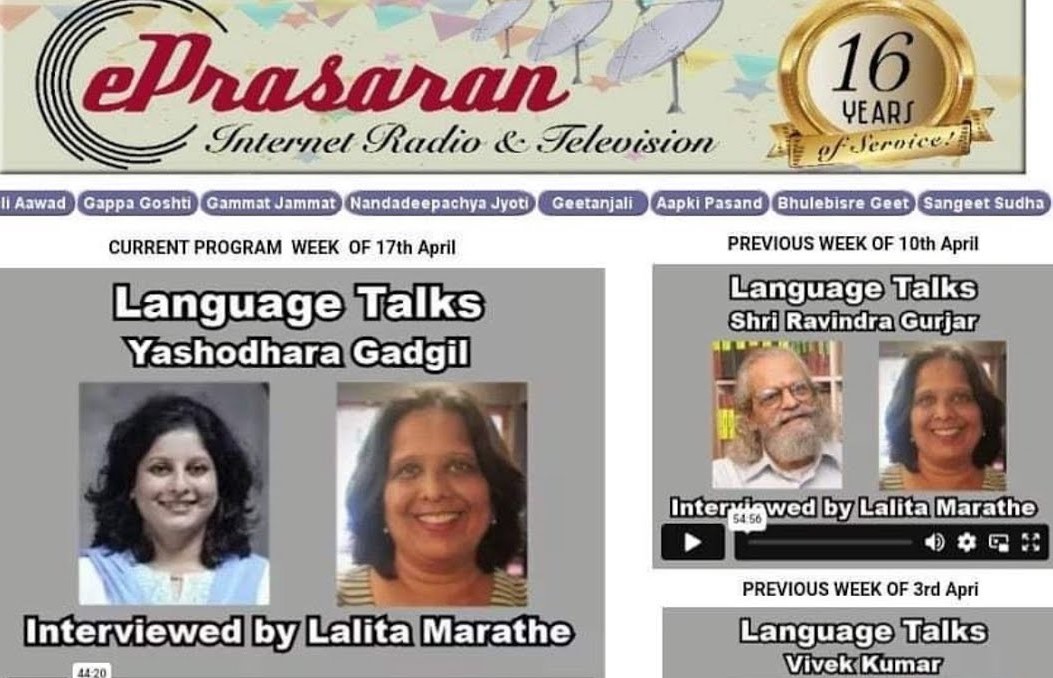 ePrasaran
Internet Radio & Television
16
YEARS
of Service!
li Aawad
Gappa Goshti
Gammat Jammat
Nandadeepachya Jyoti
Geetanjali
Aapki Pasand
Bhulebisre Geet
Sangeet Sudha
CURRENT PROGRAM WEEK OF 17th April
Language Talks
Yashodhara Gadgil
Interviewed by Lalita Marathe
44:20
PREVIOUS WEEK OF 10th April
Language Talks
Shri Ravindra Gurjar
Interviewed by Lalita Marathe
54:56
PREVIOUS WEEK OF 3rd Apri
Language Talks
Vivek Kumar